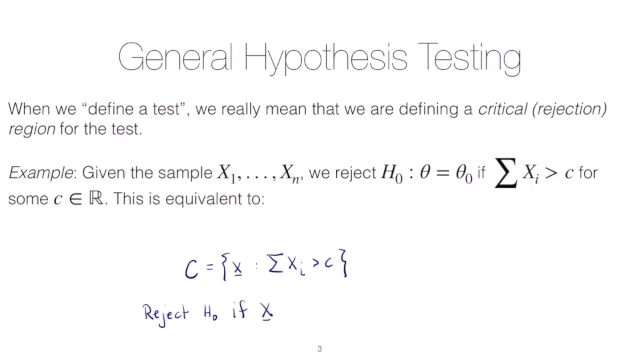 General Hypothesis Testing
When we “define a test”, we really mean that we are defining a critical (rejection)
region for the test.
Example: Given the sample X₁, . . . , Xₙ, we reject H₀ : θ = θ₀ if ∑ Xᵢ > c for
some c ∈ ℝ. This is equivalent to:
C = {x : ΣXᵢ > c}
Reject H₀ if X
3